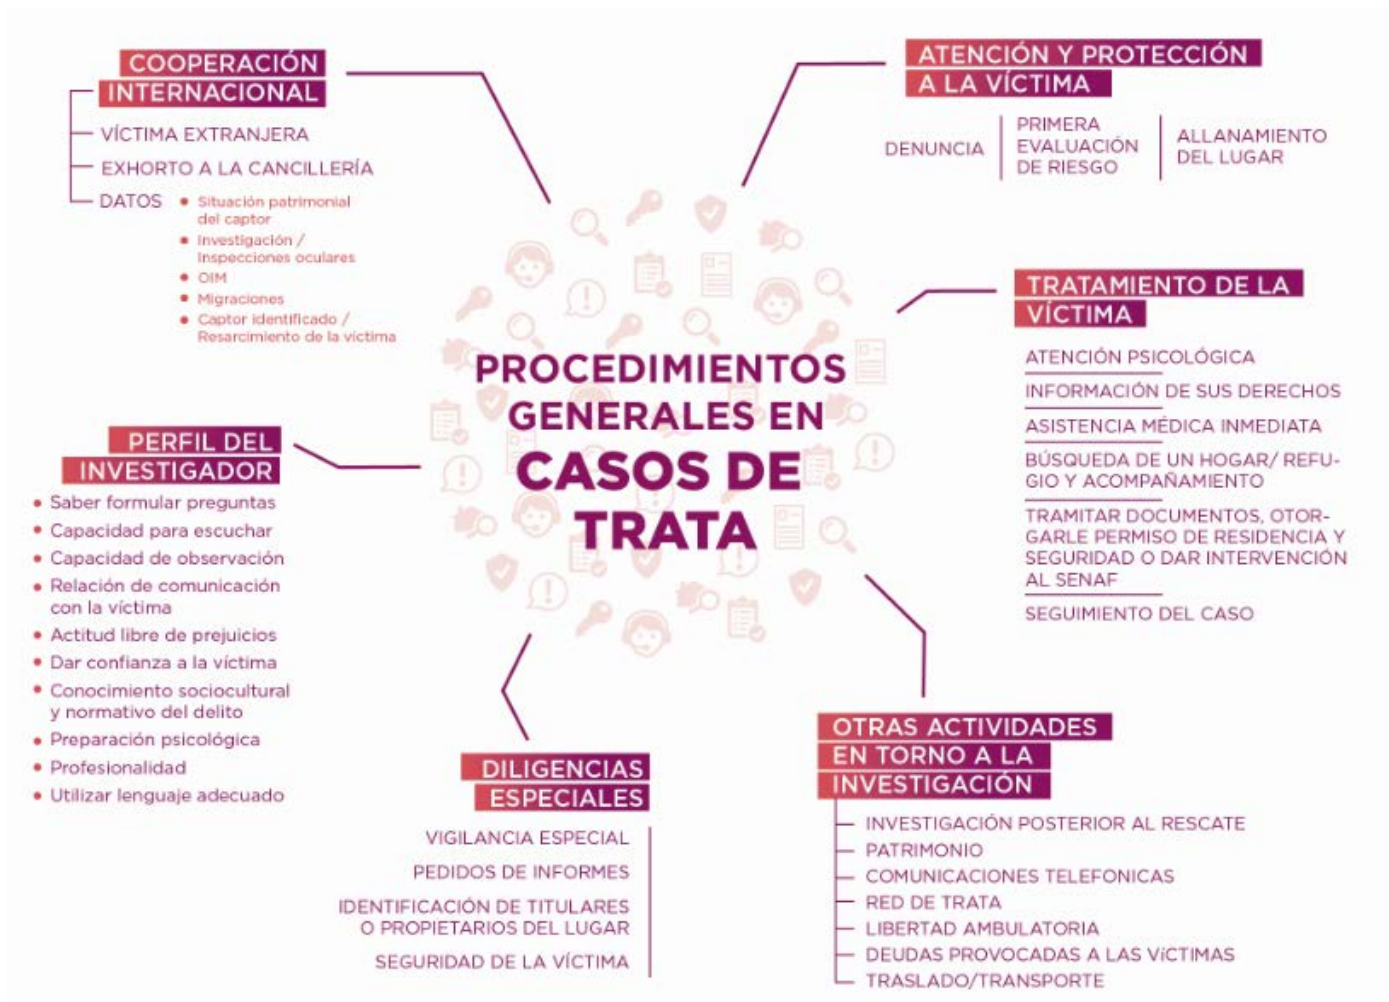 COOPERACIÓN
INTERNACIONAL
VÍCTIMA EXTRANJERA
EXHORTO A LA CANCILLERÍA
DATOS
Situación patrimonial
del captor
Investigación /
Inspecciones oculares
OIM
Migraciones
Captor identificado /
Resarcimiento de la víctima
ATENCIÓN Y PROTECCIÓN
A LA VÍCTIMA
DENUNCIA
PRIMERA
EVALUACIÓN
DE RIESGO
ALLANAMIENTO
DEL LUGAR
TRATAMIENTO DE LA
VÍCTIMA
ATENCIÓN PSICOLÓGICA
INFORMACIÓN DE SUS DERECHOS
ASISTENCIA MÉDICA INMEDIATA
BÚSQUEDA DE UN HOGAR/ REFU-
GIO Y ACOMPAÑAMIENTO
TRAMITAR DOCUMENTOS, OTOR-
GARLE PERMISO DE RESIDENCIA Y
SEGURIDAD O DAR INTERVENCIÓN
AL SENAF
SEGUIMIENTO DEL CASO
PROCEDIMIENTOS
GENERALES EN
CASOS DE
TRATA
PERFIL DEL
INVESTIGADOR
Saber formular preguntas
Capacidad para escuchar
Capacidad de observación
Relación de comunicación
con la víctima
Actitud libre de prejuicios
Dar confianza a la víctima
Conocimiento sociocultural
y normativo del delito
Preparación psicológica
Profesionalidad
Utilizar lenguaje adecuado
DILIGENCIAS
ESPECIALES
VIGILANCIA ESPECIAL
PEDIDOS DE INFORMES
IDENTIFICACIÓN DE TITULARES
O PROPIETARIOS DEL LUGAR
SEGURIDAD DE LA VÍCTIMA
OTRAS ACTIVIDADES
EN TORNO A LA
INVESTIGACIÓN
INVESTIGACIÓN POSTERIOR AL RESCATE
PATRIMONIO
COMUNICACIONES TELEFONICAS
RED DE TRATA
LIBERTAD AMBULATORIA
DEUDAS PROVOCADAS A LAS VíCTIMAS
TRASLADO/TRANSPORTE